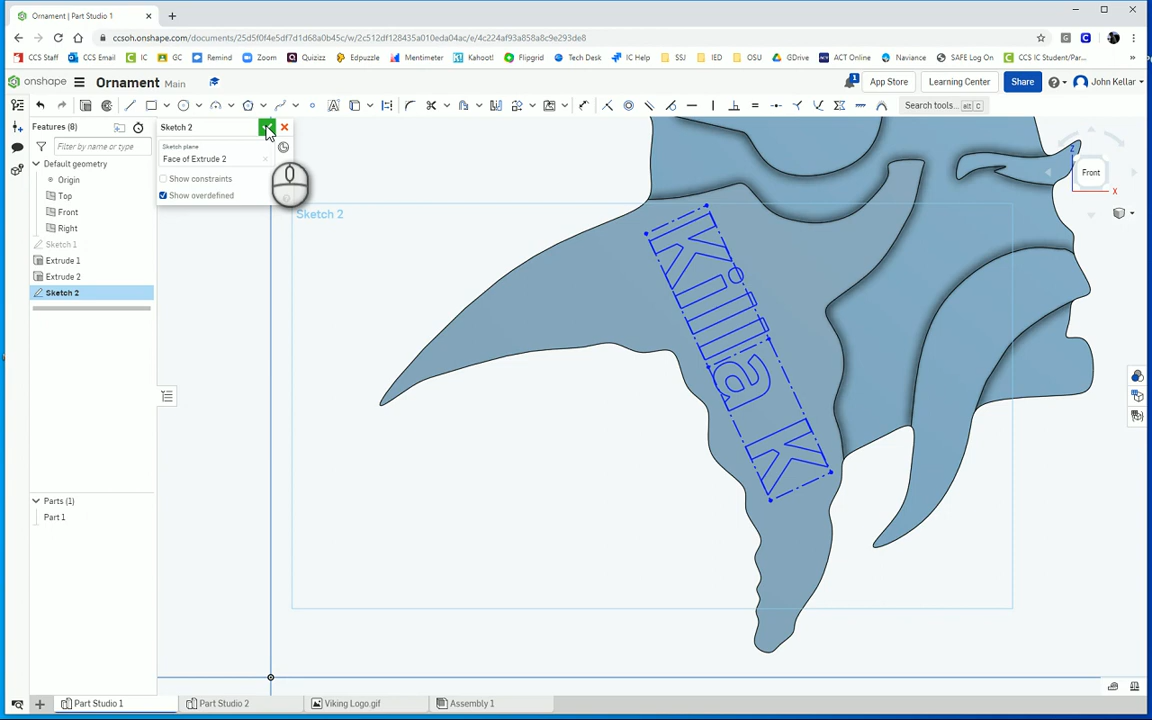 Ornament | Part Studio 1
ccsoh.onshape.com/documents/25d5f0f4e5df7d1d68a0b45c/w/2c512df128435a010eda04ac/e/4c224af93a858a8c9e9563de8
CCS Staff CCS Email IC GC Remind Zoom Quizizz Edpuzzle Mentimeter Kahoot! Flipgrid Tech Desk IC Help SSJ IED OSU GDrive ACT Online Naviance SAFE Log On CCS IC Student/Par...
onshape Ornament Main App Store Learning Center Share John Kellar
Search tools... alt C
Features (8)
Filter by name or type
Default geometry
Origin
Top
Front
Right
Sketch 1
Extrude 1
Extrude 2
Sketch 2
Parts (1)
Part 1
Sketch 2
Sketch plane
Face of Extrude 2
Show constraints
Show overdefined
Sketch 2
Killa K
Z
Front
X
Part Studio 1 Part Studio 2 Viking Logo.gif Assembly 1